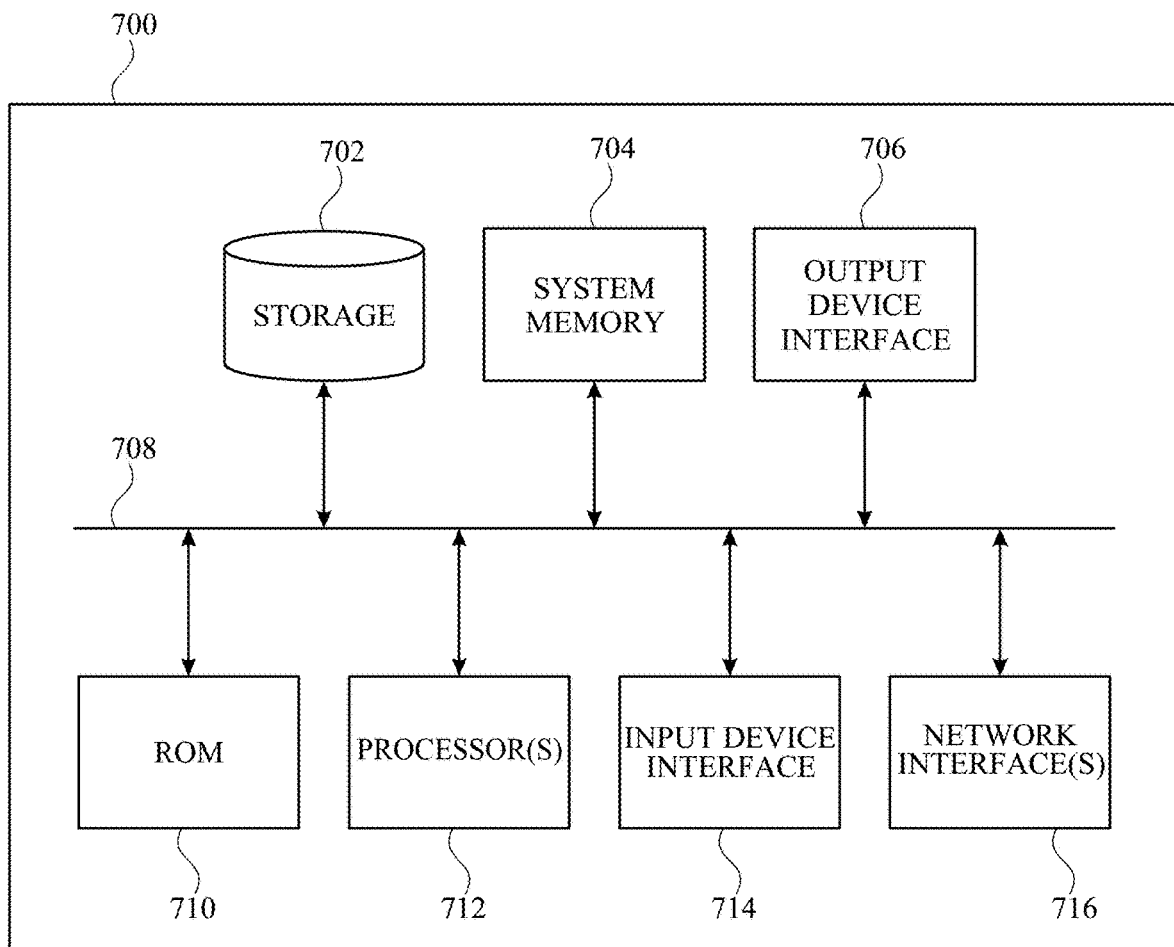 700
702
704
706
STORAGE
SYSTEM
MEMORY
OUTPUT
DEVICE
INTERFACE
708
ROM
PROCESSOR(S)
INPUT DEVICE
INTERFACE
NETWORK
INTERFACE(S)
710
712
714
716